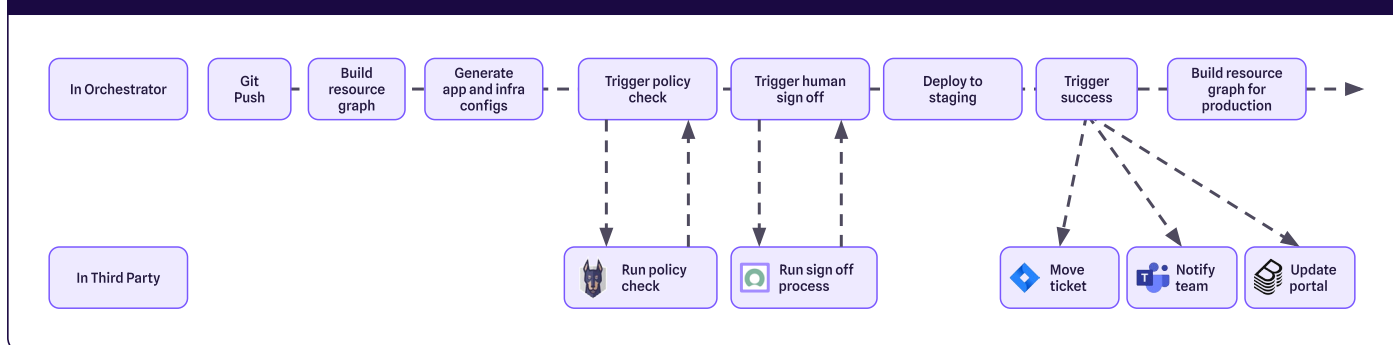 In Orchestrator
Git
Push
Build
resource
graph
Generate
app and infra
configs
Trigger policy
check
Trigger human
sign off
Deploy to
staging
Trigger
success
Build resource
graph for
production
In Third Party
Run policy
check
Run sign off
process
Move
ticket
T
Notify
team
Update
portal